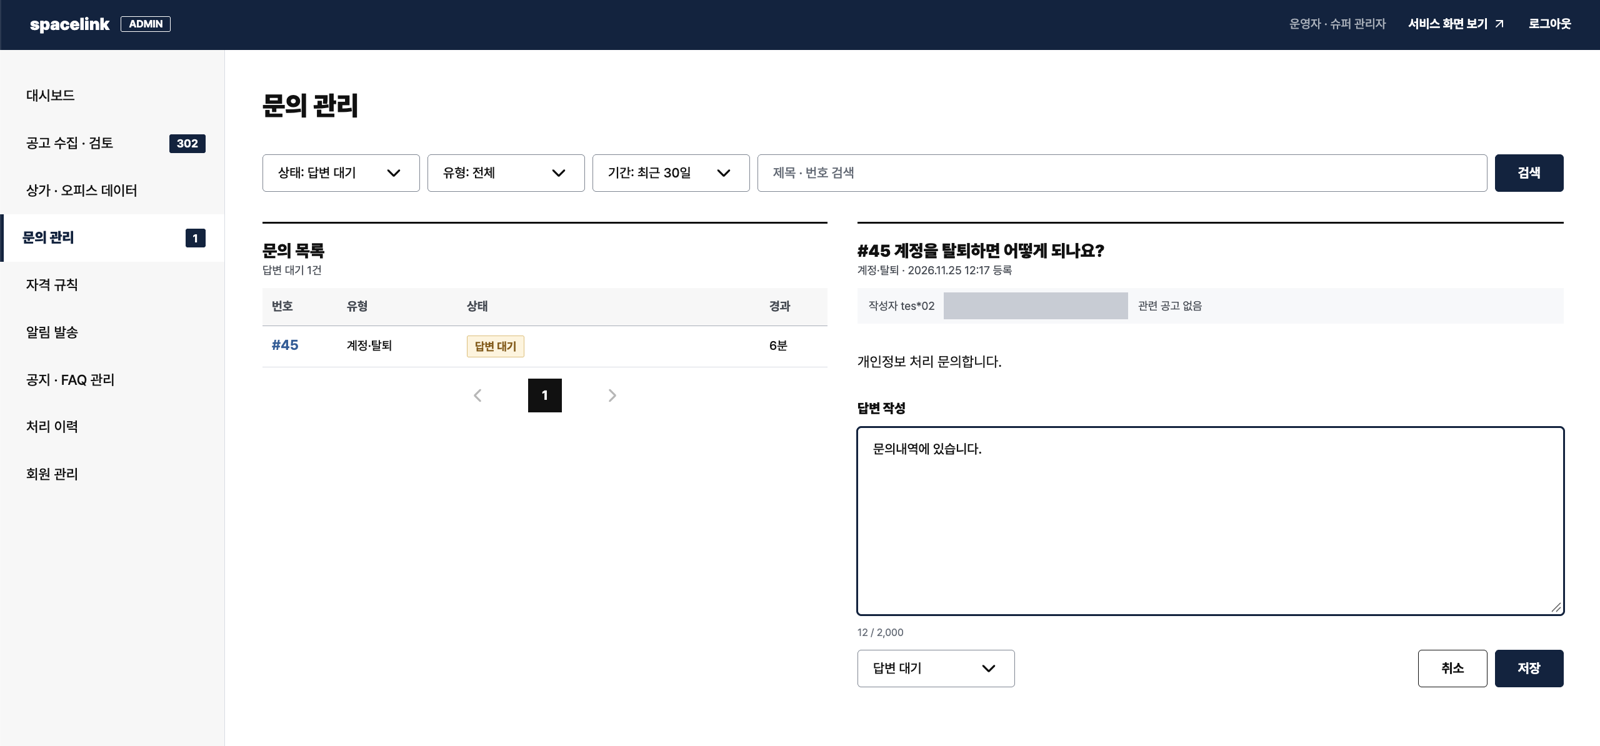 spacelink ADMIN
운영자 · 슈퍼 관리자 서비스 화면 보기 로그아웃
대시보드
공고 수집 · 검토 302
상가 · 오피스 데이터
문의 관리 1
자격 규칙
알림 발송
공지 · FAQ 관리
처리 이력
회원 관리
문의 관리
상태: 답변 대기 유형: 전체 기간: 최근 30일 제목 · 번호 검색 검색
문의 목록
답변 대기 1건
번호 유형 상태 경과
#45 계정·탈퇴 답변 대기 6분
1
#45 계정을 탈퇴하면 어떻게 되나요?
계정·탈퇴 · 2026.11.25 12:17 등록
작성자 tes*02 관련 공고 없음
개인정보 처리 문의합니다.
답변 작성
문의내역에 있습니다.
12 / 2,000
답변 대기 취소 저장